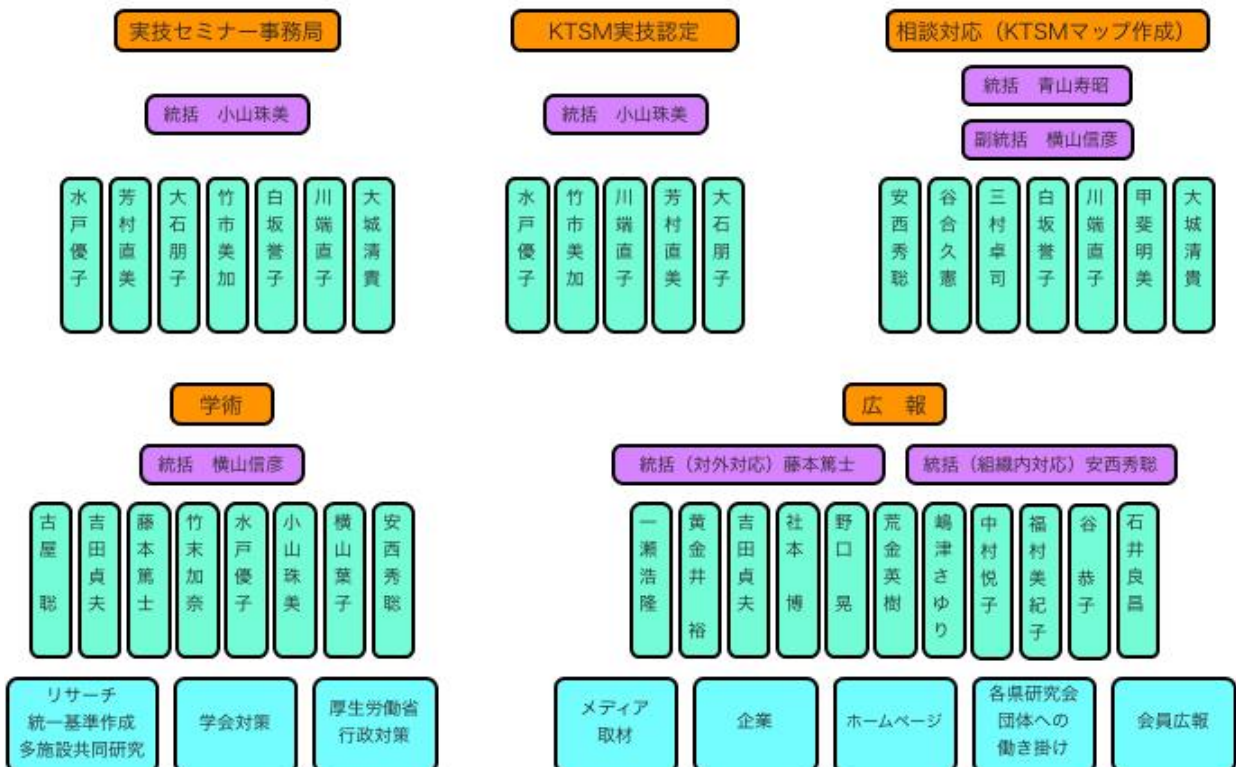 実技セミナー事務局
統括　小山珠美
水戸優子
芳村直美
大石朋子
竹市美加
白坂誉子
川端直子
大城清貴
KTSM実技認定
統括　小山珠美
水戸優子
竹市美加
川端直子
芳村直美
大石朋子
相談対応（KTSMマップ作成）
統括　青山寿昭
副統括　横山信彦
安西秀聡
谷合久憲
三村卓司
白坂誉子
川端直子
甲斐明美
大城清貴
学術
統括　横山信彦
古屋　聡
吉田貞夫
藤本篤士
竹末加奈
水戸優子
小山珠美
横山葉子
安西秀聡
リサーチ
統一基準作成
多施設共同研究
学会対策
厚生労働省
行政対策
広　報
統括（対外対応）藤本篤士
統括（組織内対応）安西秀聡
一瀬浩隆
黄金井　裕
吉田貞夫
社本　博
野口　晃
荒金英樹
嶋津さゆり
中村悦子
福村美紀子
谷　恭子
石井良昌
メディア
取材
企業
ホームページ
各県研究会
団体への
働き掛け
会員広報